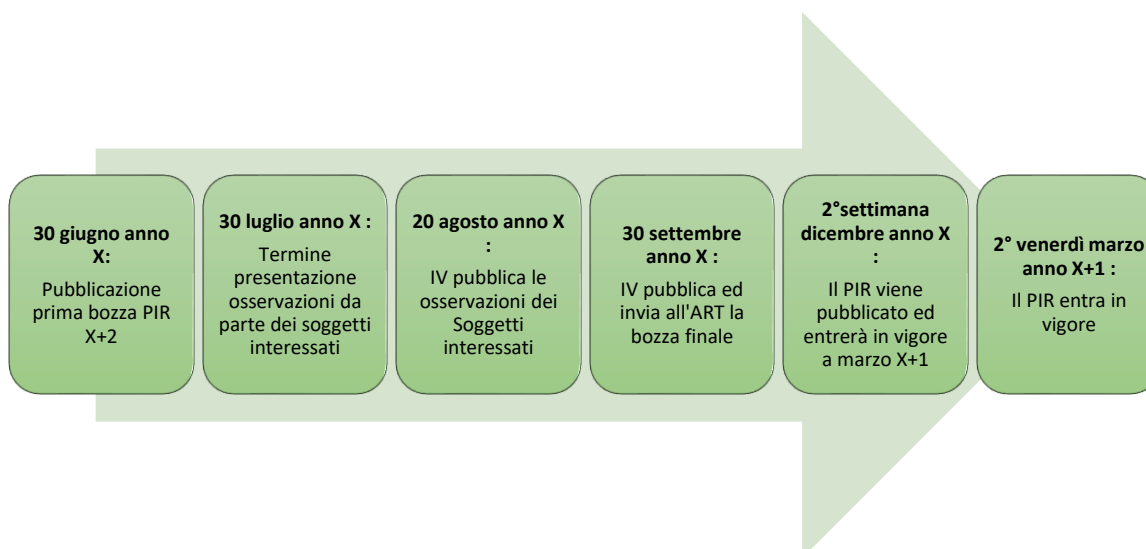 30 giugno anno
X:
Pubblicazione
prima bozza PIR
X+2
30 luglio anno X :
Termine
presentazione
osservazioni da
parte dei soggetti
interessati
20 agosto anno X
:
IV pubblica le
osservazioni dei
Soggetti
interessati
30 settembre
anno X :
IV pubblica ed
invia all'ART la
bozza finale
2°settimana
dicembre anno X
:
Il PIR viene
pubblicato ed
entrerà in vigore
a marzo X+1
2° venerdì marzo
anno X+1 :
Il PIR entra in
vigore